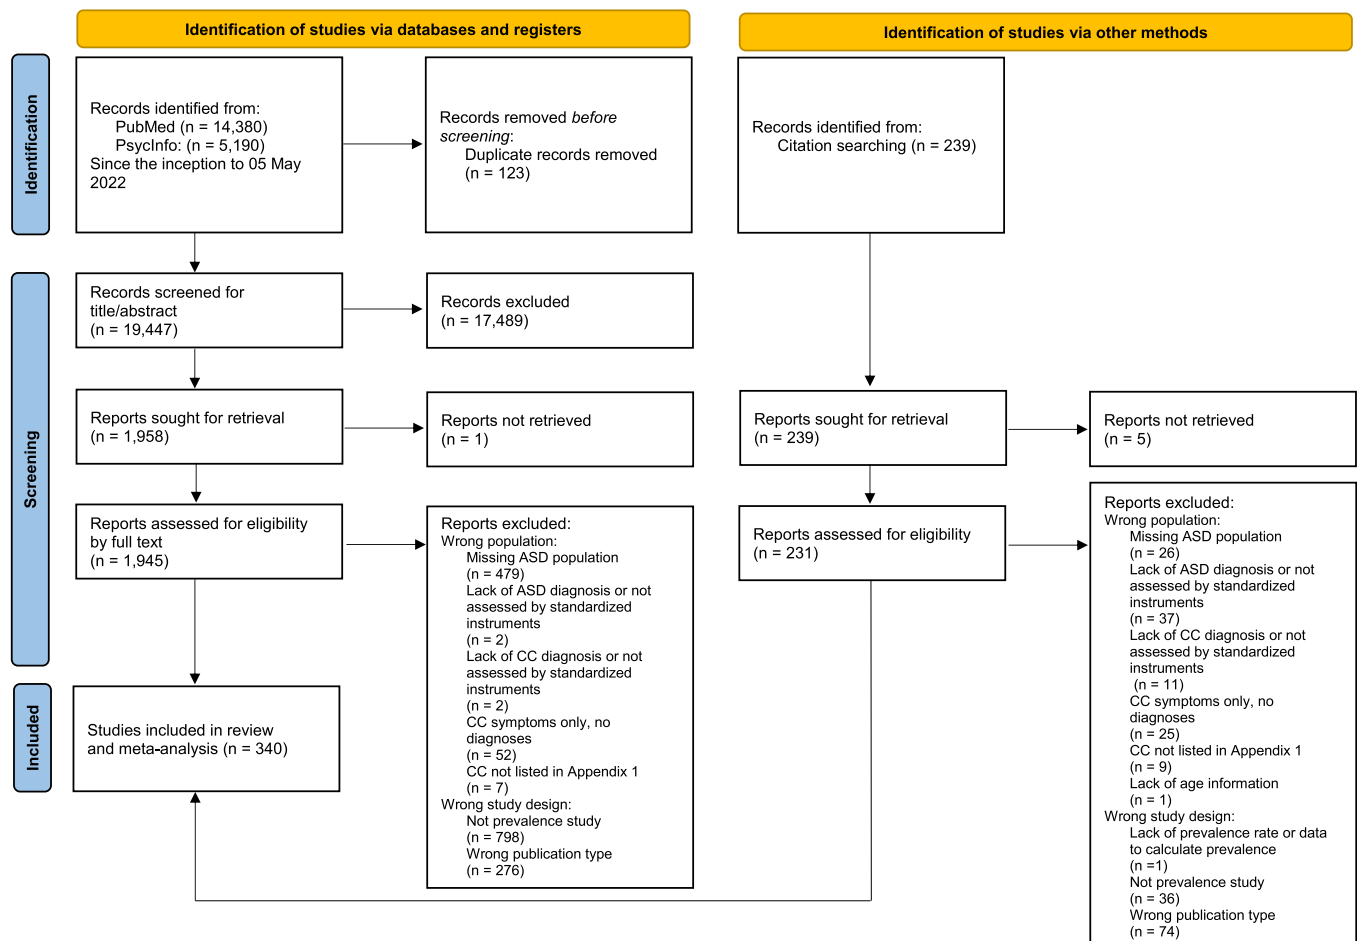 Identification of studies via databases and registers
Identification of studies via other methods
Identification
Records identified from:
PubMed (n = 14,380)
PsycInfo: (n = 5,190)
Since the inception to 05 May
2022
Records removed before
screening:
Duplicate records removed
(n = 123)
Records identified from:
Citation searching (n = 239)
Screening
Records screened for
title/abstract
(n = 19,447)
Records excluded
(n = 17,489)
Reports sought for retrieval
(n = 1,958)
Reports not retrieved
(n = 1)
Reports sought for retrieval
(n = 239)
Reports not retrieved
(n = 5)
Reports assessed for eligibility
by full text
(n = 1,945)
Reports excluded:
Wrong population:
Missing ASD population
(n = 479)
Lack of ASD diagnosis or not
assessed by standardized
instruments
(n = 2)
Lack of CC diagnosis or not
assessed by standardized
instruments
(n = 2)
CC symptoms only, no
diagnoses
(n = 52)
CC not listed in Appendix 1
(n = 7)
Wrong study design:
Not prevalence study
(n = 798)
Wrong publication type
(n = 276)
Reports assessed for eligibility
(n = 231)
Reports excluded:
Wrong population:
Missing ASD population
(n = 26)
Lack of ASD diagnosis or not
assessed by standardized
instruments
(n = 37)
Lack of CC diagnosis or not
assessed by standardized
instruments
(n = 11)
CC symptoms only, no
diagnoses
(n = 25)
CC not listed in Appendix 1
(n = 9)
Lack of age information
(n = 1)
Wrong study design:
Lack of prevalence rate or data
to calculate prevalence
(n =1)
Not prevalence study
(n = 36)
Wrong publication type
(n = 74)
Included
Studies included in review
and meta-analysis (n = 340)